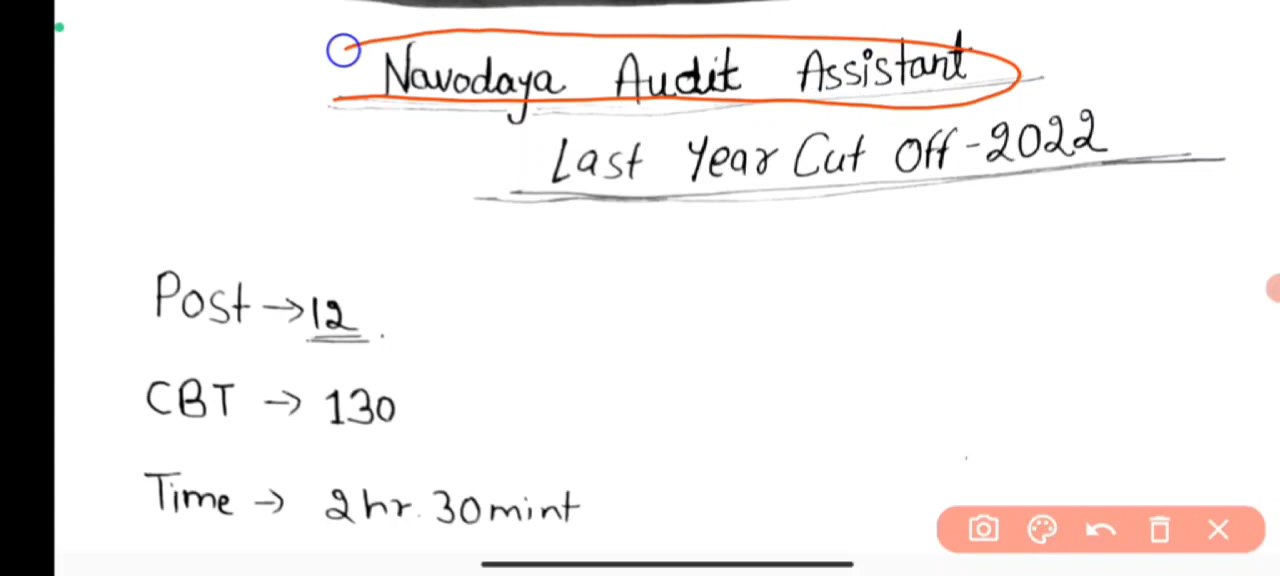 Navodaya Audit Assistant
Last Year Cut Off-2022
Post → 12
CBT → 130
Time → 2hr. 30mint